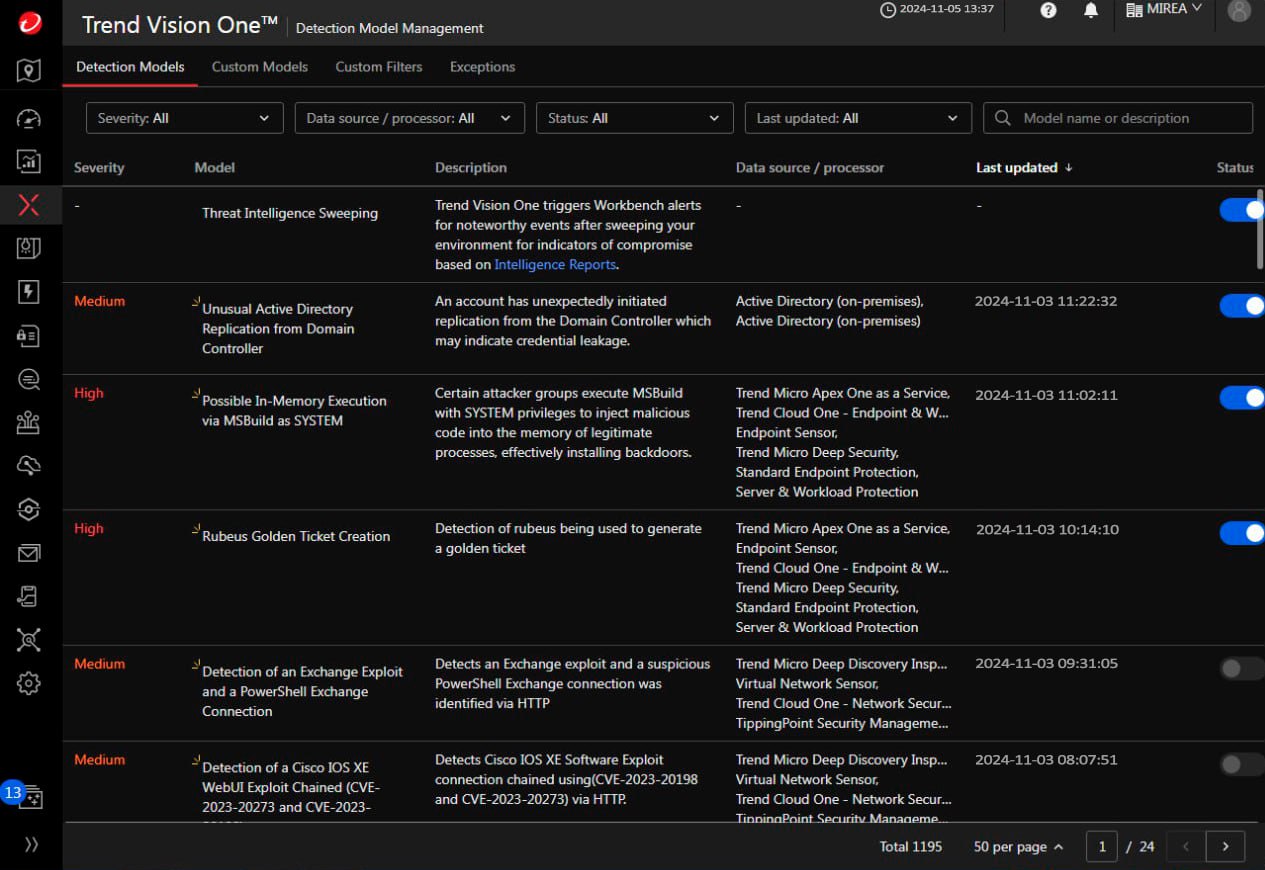 Trend Vision One™ Detection Model Management
2024-11-05 13:37
MIREA
Detection Models Custom Models Custom Filters Exceptions
Severity: All Data source / processor: All Status: All Last updated: All Model name or description
Severity Model Description Data source / processor Last updated ↓ Status
- Threat Intelligence Sweeping
Trend Vision One triggers Workbench alerts
for noteworthy events after sweeping your
environment for indicators of compromise
based on Intelligence Reports.
-
-
Medium
Unusual Active Directory
Replication from Domain
Controller
An account has unexpectedly initiated
replication from the Domain Controller which
may indicate credential leakage.
Active Directory (on-premises),
Active Directory (on-premises)
2024-11-03 11:22:32
High
Possible In-Memory Execution
via MSBuild as SYSTEM
Certain attacker groups execute MSBuild
with SYSTEM privileges to inject malicious
code into the memory of legitimate
processes, effectively installing backdoors.
Trend Micro Apex One as a Service,
Trend Cloud One - Endpoint & W...
Endpoint Sensor,
Trend Micro Deep Security,
Standard Endpoint Protection,
Server & Workload Protection
2024-11-03 11:02:11
High
Rubeus Golden Ticket Creation
Detection of rubeus being used to generate
a golden ticket
Trend Micro Apex One as a Service,
Endpoint Sensor,
Trend Cloud One - Endpoint & W...
Trend Micro Deep Security,
Standard Endpoint Protection,
Server & Workload Protection
2024-11-03 10:14:10
Medium
Detection of an Exchange Exploit
and a PowerShell Exchange
Connection
Detects an Exchange exploit and a suspicious
PowerShell Exchange connection was
identified via HTTP
Trend Micro Deep Discovery Insp...
Virtual Network Sensor,
Trend Cloud One - Network Secur...
TippingPoint Security Manageme...
2024-11-03 09:31:05
Medium
Detection of a Cisco IOS XE
WebUI Exploit Chained (CVE-
2023-20273 and CVE-2023-
Detects Cisco IOS XE Software Exploit
connection chained using(CVE-2023-20198
and CVE-2023-20273) via HTTP.
Trend Micro Deep Discovery Insp...
Virtual Network Sensor,
Trend Cloud One - Network Secur...
TippingPoint Security Manageme...
2024-11-03 08:07:51
13
Total 1195 50 per page 1 / 24